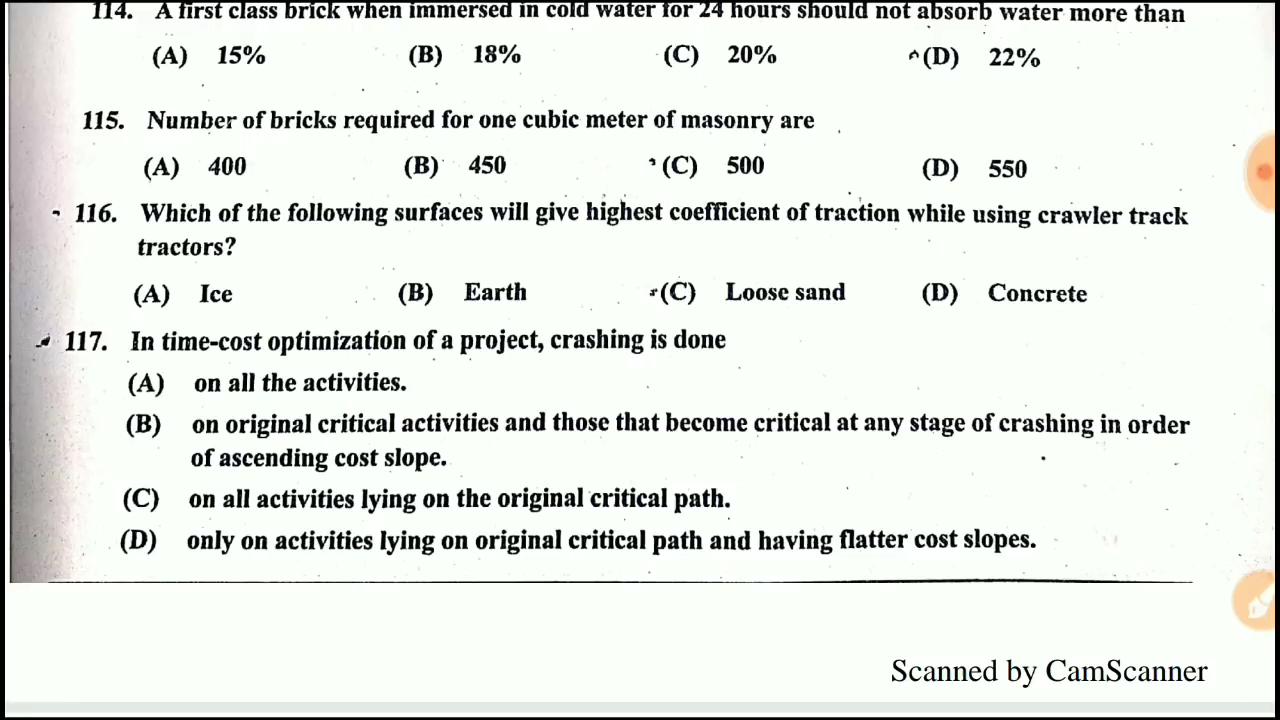 114. A first class brick when immersed in cold water for 24 hours should not absorb water more than
(A) 15% (B) 18% (C) 20% (D) 22%
115. Number of bricks required for one cubic meter of masonry are
(A) 400 (B) 450 (C) 500 (D) 550
116. Which of the following surfaces will give highest coefficient of traction while using crawler track
tractors?
(A) Ice (B) Earth (C) Loose sand (D) Concrete
117. In time-cost optimization of a project, crashing is done
(A) on all the activities.
(B) on original critical activities and those that become critical at any stage of crashing in order
of ascending cost slope.
(C) on all activities lying on the original critical path.
(D) only on activities lying on original critical path and having flatter cost slopes.
Scanned by CamScanner